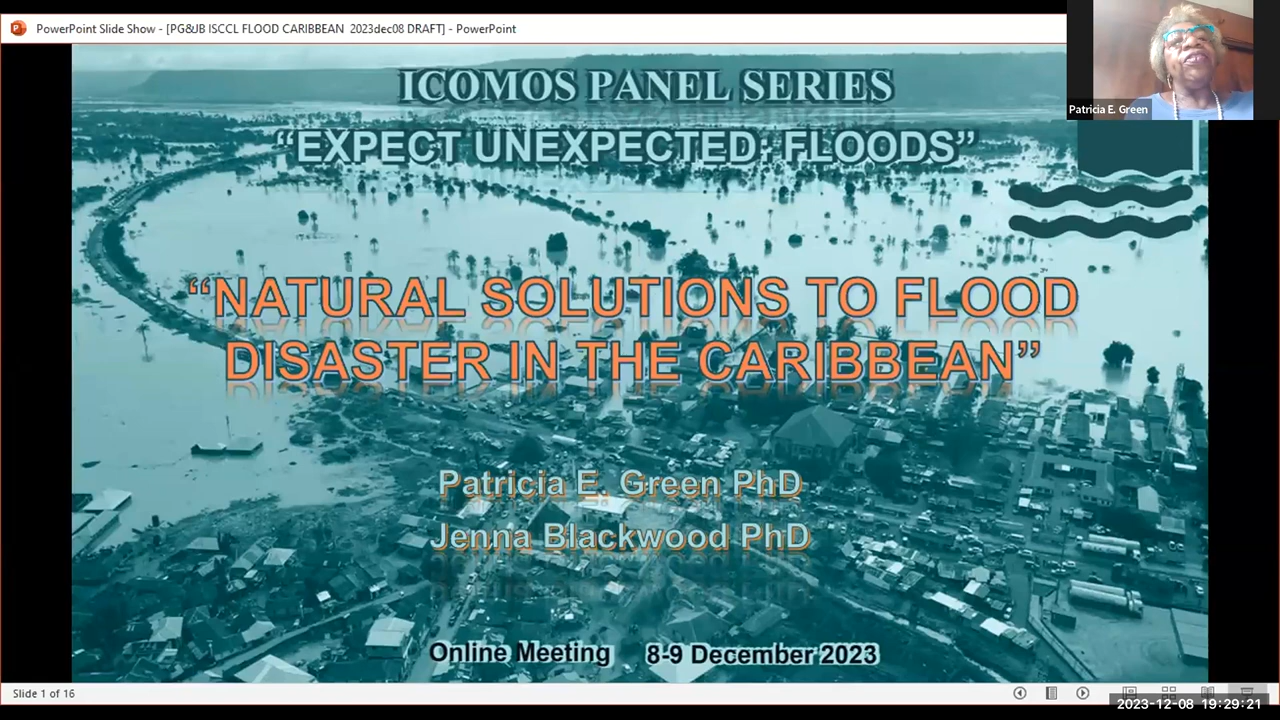 PowerPoint Slide Show - [PG&JB ISCCL FLOOD CARIBBEAN 2023dec08 DRAFT] - PowerPoint
Patricia E. Green
ICOMOS PANEL SERIES
“EXPECT UNEXPECTED: FLOODS”
“NATURAL SOLUTIONS TO FLOOD
DISASTER IN THE CARIBBEAN”
Patricia E. Green PhD
Jenna Blackwood PhD
Online Meeting 8-9 December 2023
Slide 1 of 16
2023-12-08 19:29:21